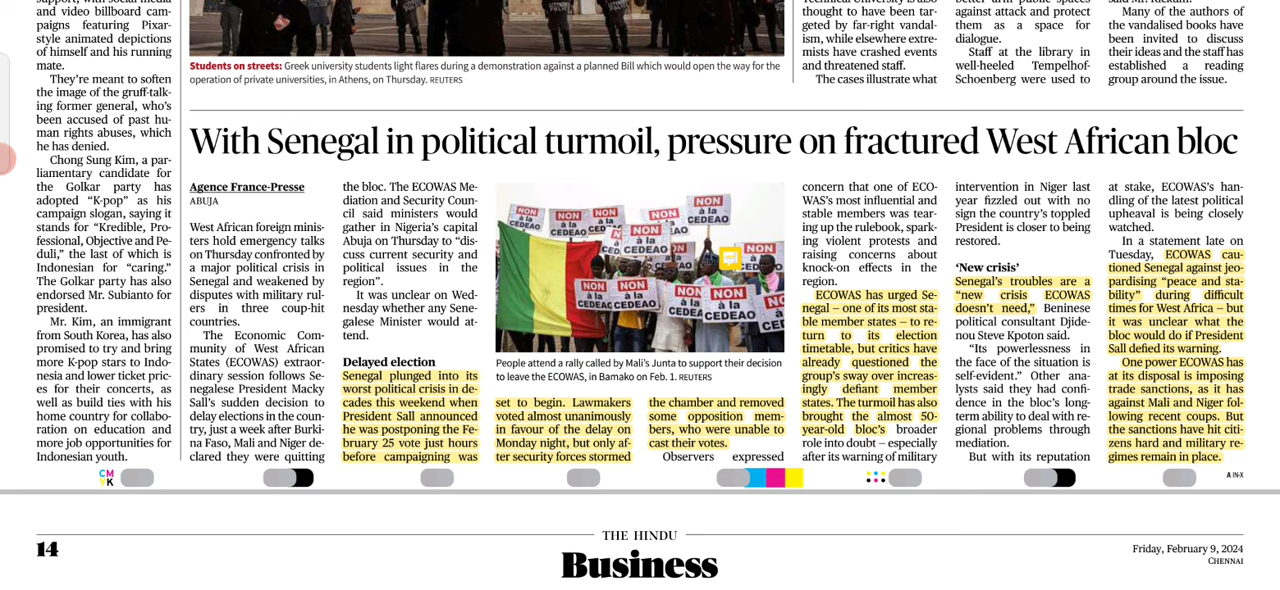 support, with social media
and video billboard cam-
paigns featuring Pixar-
style animated depictions
of himself and his running
mate.
They're meant to soften
the image of the gruff-talk-
ing former general, who's
been accused of past hu-
man rights abuses, which
he has denied.
Chong Sung Kim, a par-
liamentary candidate for
the Golkar party has
adopted “K-pop” as his
campaign slogan, saying it
stands for “Kredible, Pro-
fessional, Objective and Pe-
duli,” the last of which is
Indonesian for “caring.”
The Golkar party has also
endorsed Mr. Subianto for
president.
Mr. Kim, an immigrant
from South Korea, has also
promised to try and bring
more K-pop stars to Indo-
nesia and lower ticket pric-
es for their concerts, as
well as build ties with his
home country for collabo-
ration on education and
more job opportunities for
Indonesian youth.
Students on streets: Greek university students light flares during a demonstration against a planned Bill which would open the way for the
operation of private universities, in Athens, on Thursday. REUTERS
Technical University is also
thought to have been tar-
geted by far-right vandal-
ism, while elsewhere extre-
mists have crashed events
and threatened staff.
The cases illustrate what
better arm public spaces
against attack and protect
them as a space for
dialogue.
Staff at the library in
well-heeled Tempelhof-
Schoenberg were used to
Many of the authors of
the vandalised books have
been invited to discuss
their ideas and the staff has
established a reading
group around the issue.
With Senegal in political turmoil, pressure on fractured West African bloc
Agence France-Presse
ABUJA
West African foreign minis-
ters hold emergency talks
on Thursday confronted by
a major political crisis in
Senegal and weakened by
disputes with military rul-
ers in three coup-hit
countries.
The Economic Com-
munity of West African
States (ECOWAS) extraor-
dinary session follows Se-
negalese President Macky
Sall's sudden decision to
delay elections in the coun-
try, just a week after Burki-
na Faso, Mali and Niger de-
clared they were quitting
the bloc. The ECOWAS Me-
diation and Security Coun-
cil said ministers would
gather in Nigeria's capital
Abuja on Thursday to “dis-
cuss current security and
political issues in the
region”.
It was unclear on Wed-
nesday whether any Sene-
galese Minister would at-
tend.
Delayed election
Senegal plunged into its
worst political crisis in de-
cades this weekend when
President Sall announced
he was postponing the Fe-
bruary 25 vote just hours
before campaigning was
NON
à la
CEDEAO
People attend a rally called by Mali's Junta to support their decision
to leave the ECOWAS, in Bamako on Feb. 1. REUTERS
set to begin. Lawmakers
voted almost unanimously
in favour of the delay on
Monday night, but only af-
ter security forces stormed
the chamber and removed
some opposition mem-
bers, who were unable to
cast their votes.
Observers expressed
concern that one of ECO-
WAS's most influential and
stable members was tear-
ing up the rulebook, spark-
ing violent protests and
raising concerns about
knock-on effects in the
region.
ECOWAS has urged Se-
negal – one of its most sta-
ble member states – to re-
turn to its election
timetable, but critics have
already questioned the
group's sway over increas-
ingly defiant member
states. The turmoil has also
brought the almost 50-
year-old bloc's broader
role into doubt – especially
after its warning of military
intervention in Niger last
year fizzled out with no
sign the country's toppled
President is closer to being
restored.
‘New crisis’
Senegal's troubles are a
“new crisis ECOWAS
doesn't need,” Beninese
political consultant Djide-
nou Steve Kpoton said.
“Its powerlessness in
the face of the situation is
self-evident.” Other ana-
lysts said they had confi-
dence in the bloc's long-
term ability to deal with re-
gional problems through
mediation.
But with its reputation
at stake, ECOWAS's han-
dling of the latest political
upheaval is being closely
watched.
In a statement late on
Tuesday, ECOWAS cau-
tioned Senegal against jeo-
pardising “peace and sta-
bility” during difficult
times for West Africa – but
it was unclear what the
bloc would do if President
Sall defied its warning.
One power ECOWAS has
at its disposal is imposing
trade sanctions, as it has
against Mali and Niger fol-
lowing recent coups. But
the sanctions have hit citi-
zens hard and military re-
gimes remain in place.
CM
YK
A IN-X
14
THE HINDU
Business
Friday, February 9, 2024
CHENNAI